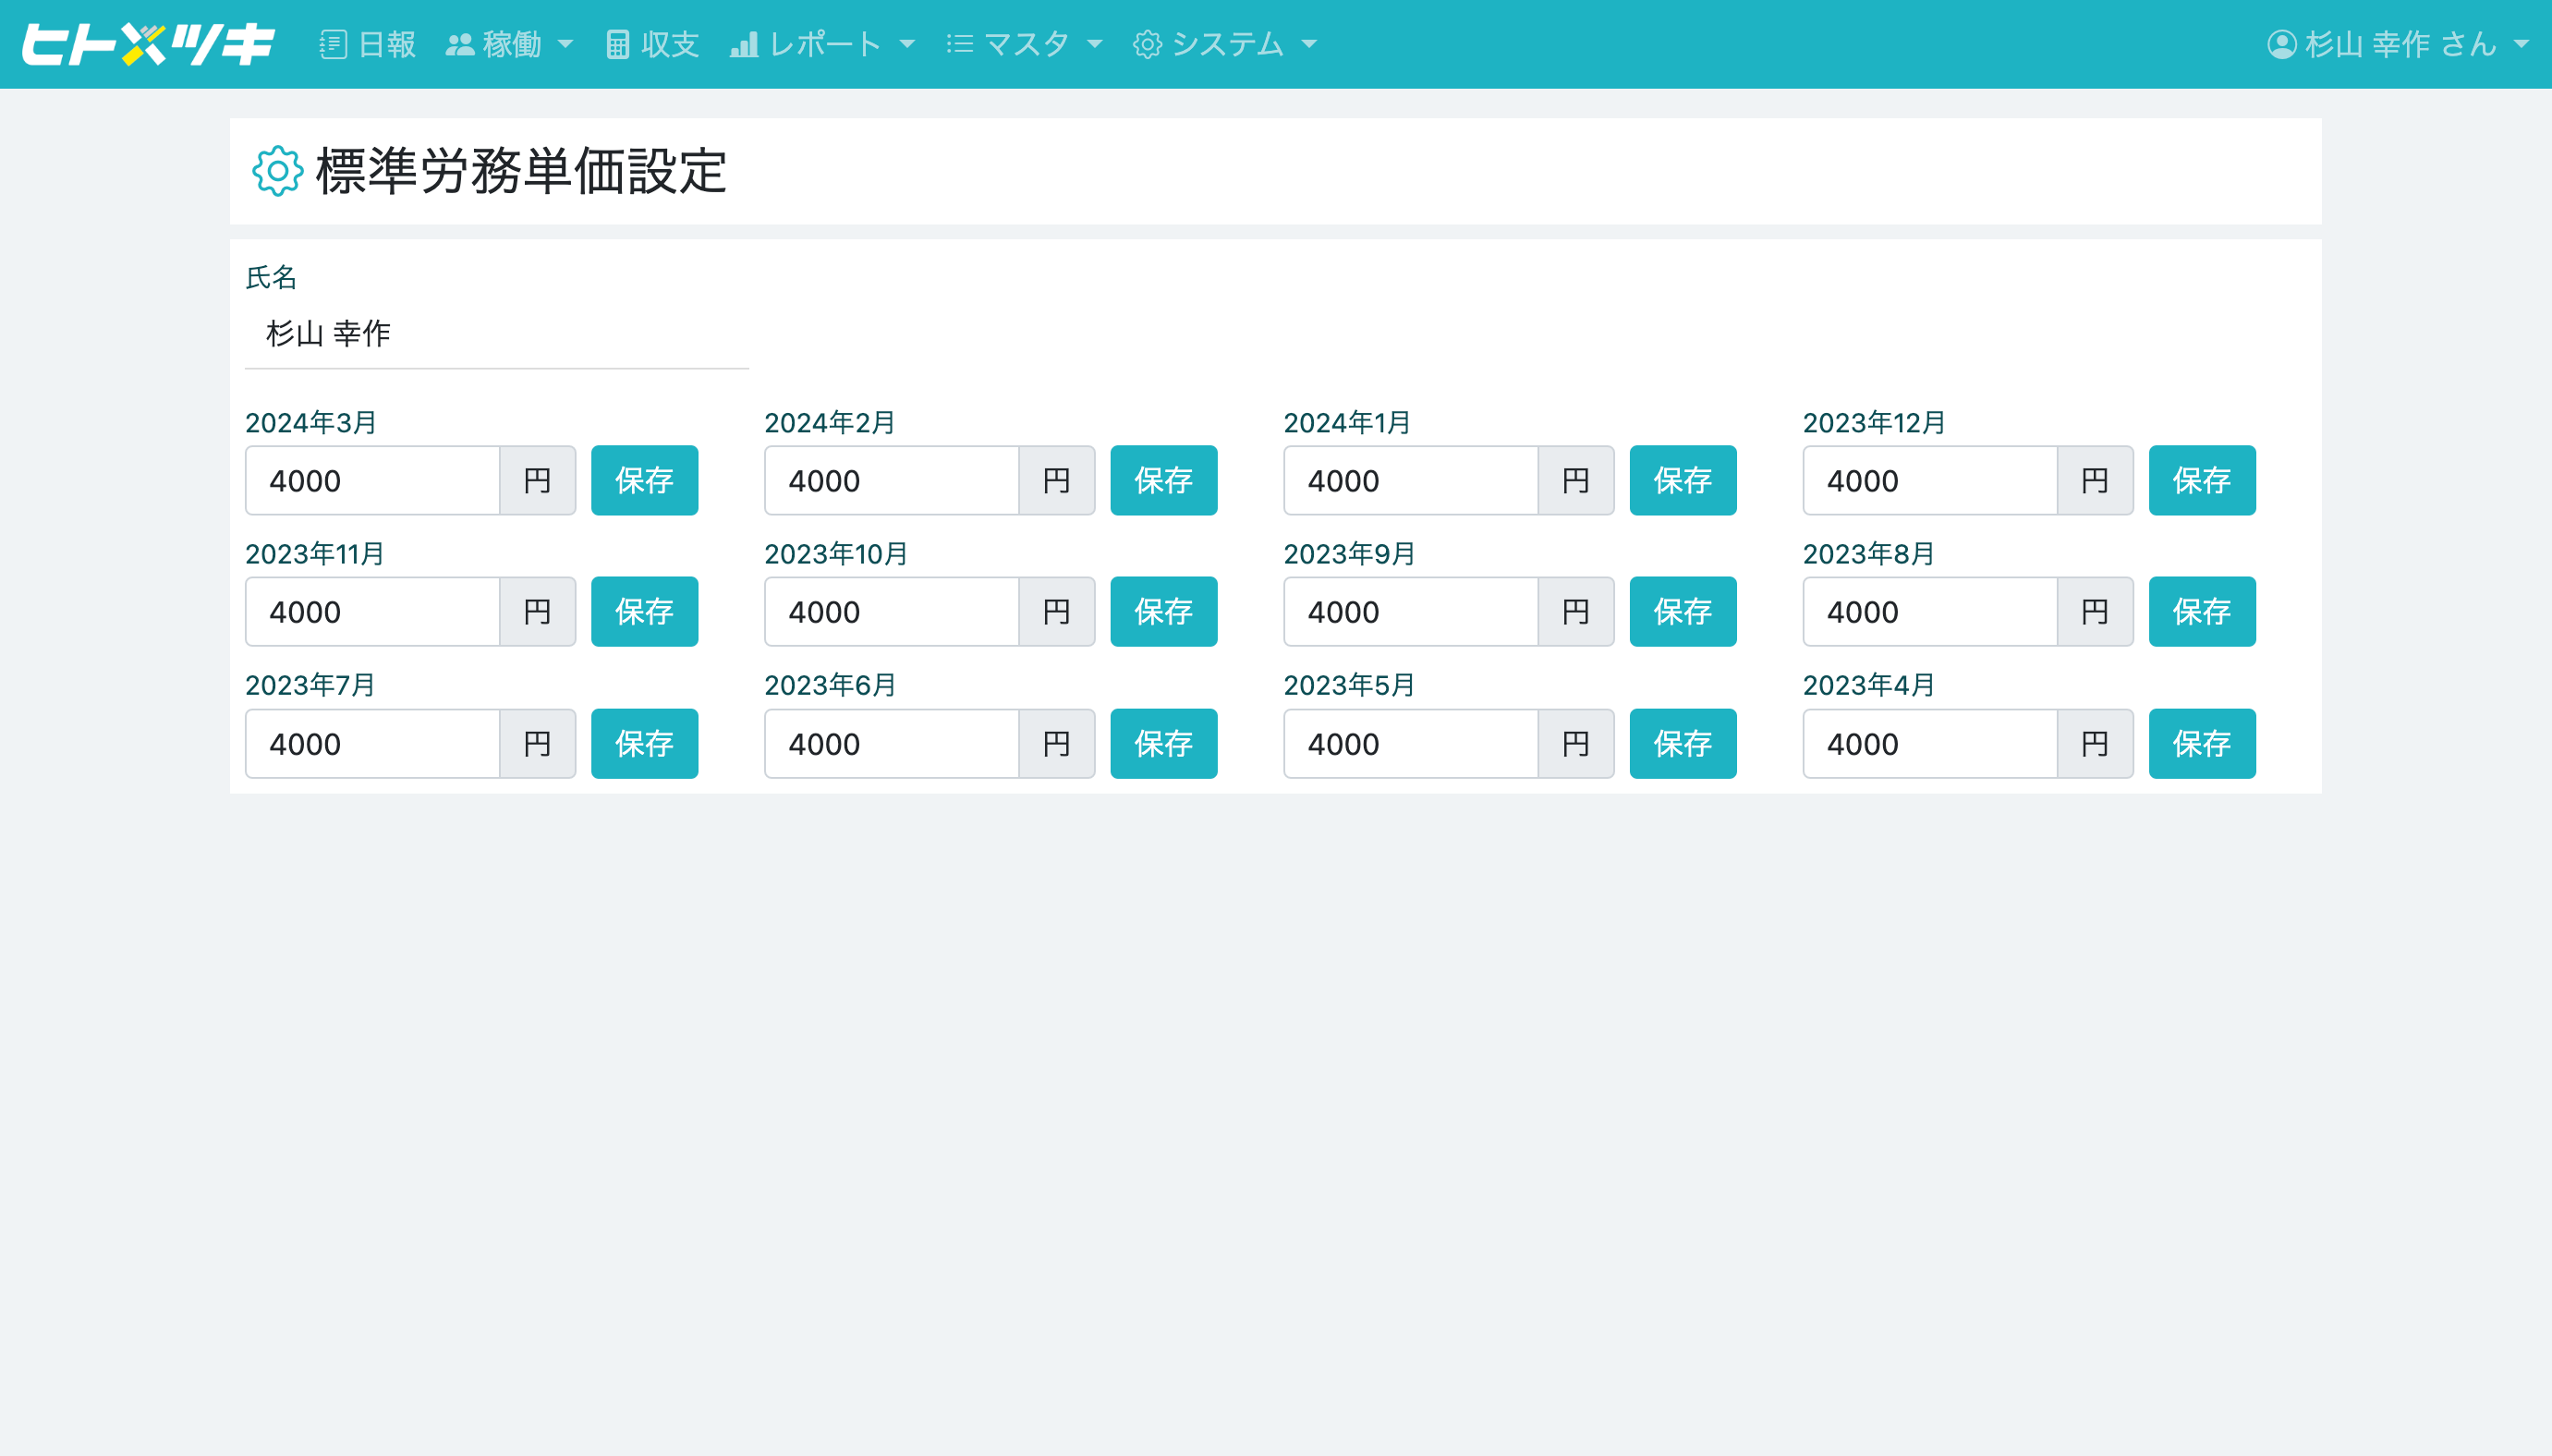 ヒトメツキ 日報 稼働 収支 レポート マスタ システム 杉山 幸作 さん
標準労務単価設定
氏名
杉山 幸作
2024年3月 2024年2月 2024年1月 2023年12月
4000 円 保存 4000 円 保存 4000 円 保存 4000 円 保存
2023年11月 2023年10月 2023年9月 2023年8月
4000 円 保存 4000 円 保存 4000 円 保存 4000 円 保存
2023年7月 2023年6月 2023年5月 2023年4月
4000 円 保存 4000 円 保存 4000 円 保存 4000 円 保存